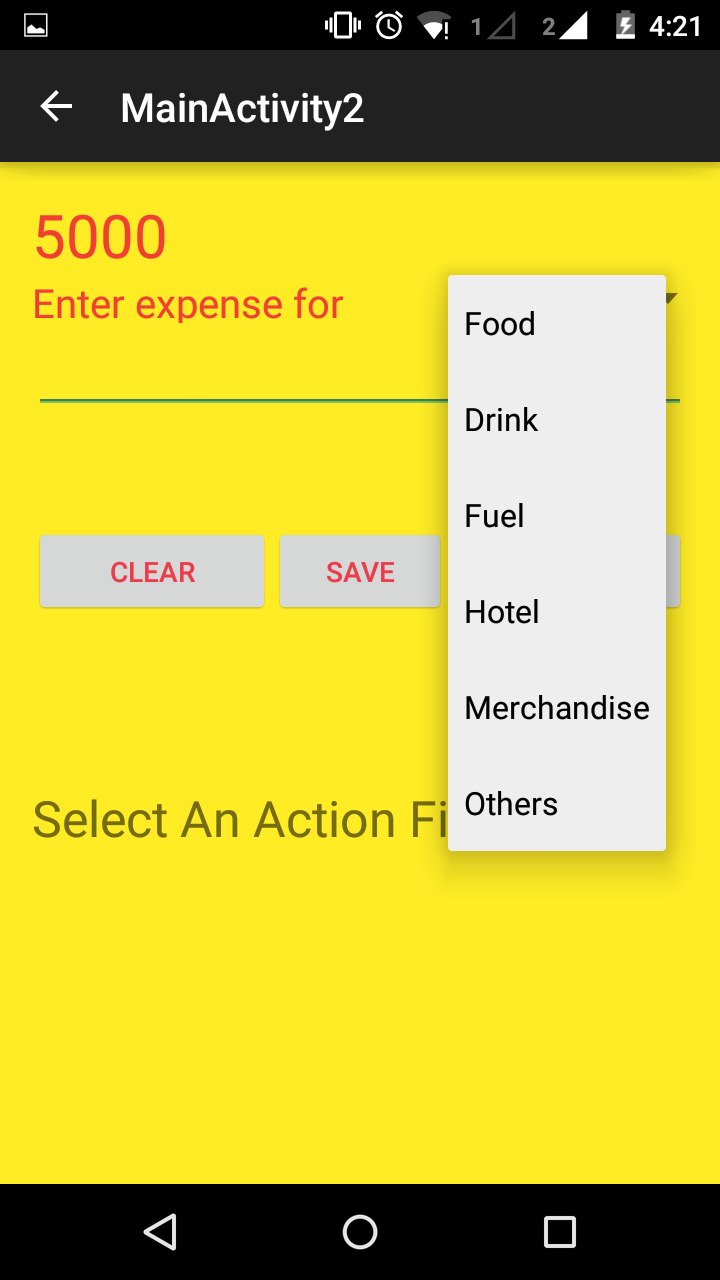 1 2 4:21
MainActivity2
5000
Enter expense for
Food
Drink
Fuel
CLEAR SAVE
Hotel
Merchandise
Others
Select An Action